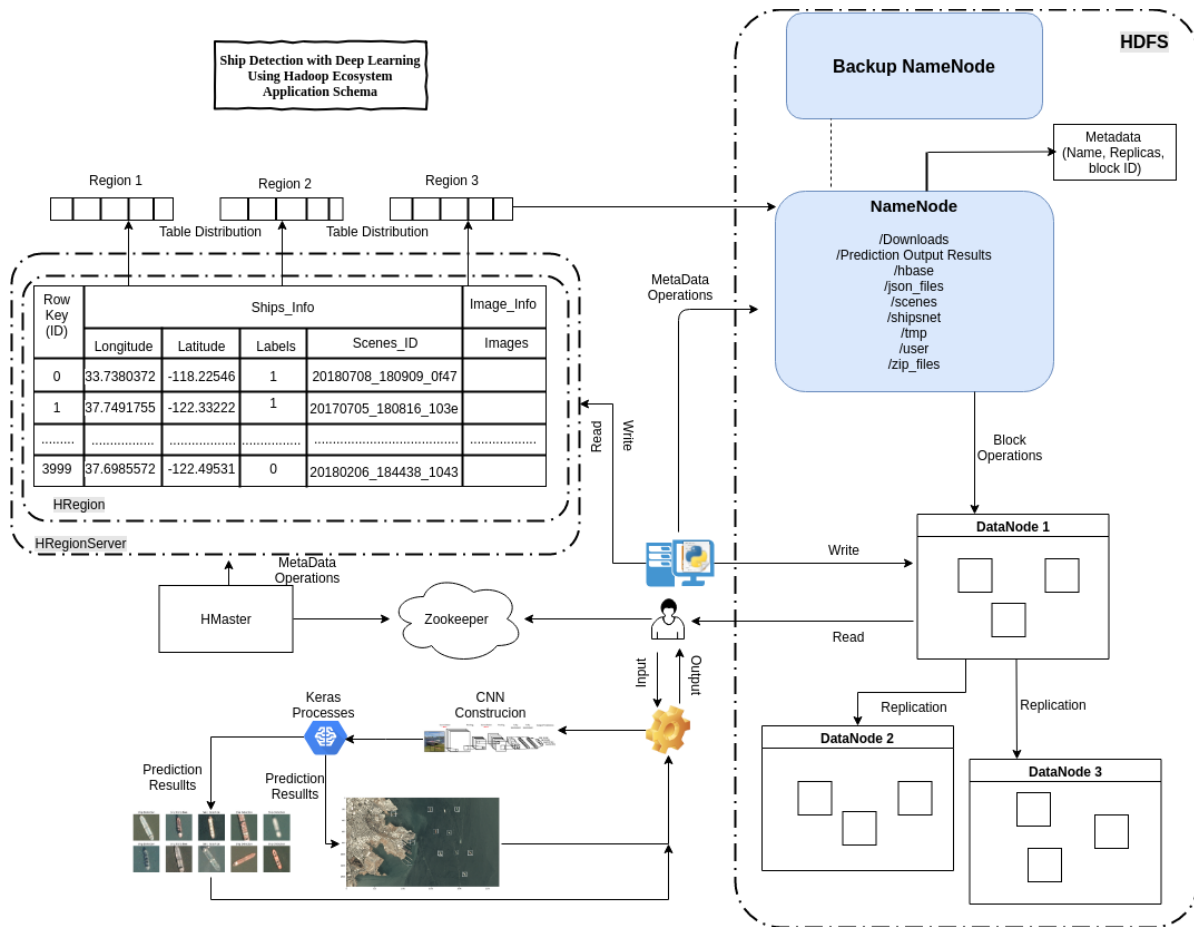 Ship Detection with Deep Learning
Using Hadoop Ecosystem
Application Schema
HDFS
Backup NameNode
Metadata
(Name, Replicas,
block ID)
Region 1
Region 2
Region 3
Table Distribution
Table Distribution
NameNode
/Downloads
/Prediction Output Results
/hbase
/json_files
/scenes
/shipsnet
/tmp
/user
/zip_files
MetaData
Operations
Row
Key
(ID)
Ships_Info
Image_Info
Longitude Latitude Labels Scenes_ID Images
0 33.7380372 -118.22546 1 20180708_180909_0f47
1 37.7491755 -122.33222 1 20170705_180816_103e
......... ................. .................. ................ ......................................... ..................
3999 37.6985572 -122.49531 0 20180206_184438_1043
HRegion
HRegionServer
Read
Write
Block
Operations
DataNode 1
MetaData
Operations
HMaster
Zookeeper
Write
Read
Input
Output
Replication
Replication
DataNode 2
DataNode 3
Keras
Processes
CNN
Construcion
Prediction
Resullts
Prediction
Resullts